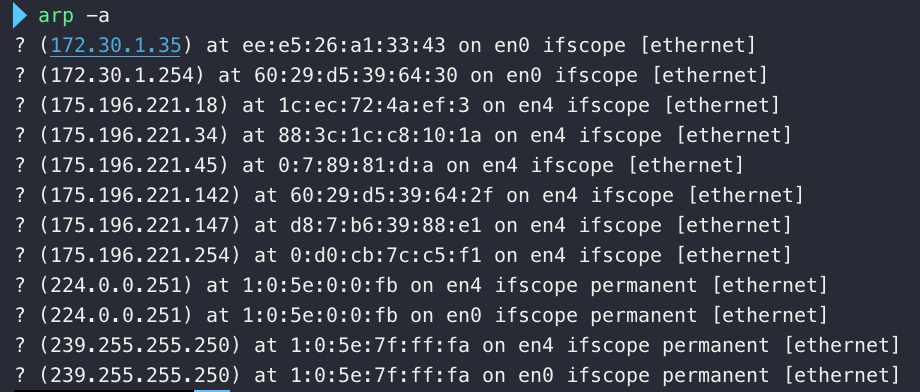 arp -a
? (172.30.1.35) at ee:e5:26:a1:33:43 on en0 ifscope [ethernet]
? (172.30.1.254) at 60:29:d5:39:64:30 on en0 ifscope [ethernet]
? (175.196.221.18) at 1c:ec:72:4a:ef:3 on en4 ifscope [ethernet]
? (175.196.221.34) at 88:3c:1c:c8:10:1a on en4 ifscope [ethernet]
? (175.196.221.45) at 0:7:89:81:d:a on en4 ifscope [ethernet]
? (175.196.221.142) at 60:29:d5:39:64:2f on en4 ifscope [ethernet]
? (175.196.221.147) at d8:7:b6:39:88:e1 on en4 ifscope [ethernet]
? (175.196.221.254) at 0:d0:cb:7c:c5:f1 on en4 ifscope [ethernet]
? (224.0.0.251) at 1:0:5e:0:0:fb on en4 ifscope permanent [ethernet]
? (224.0.0.251) at 1:0:5e:0:0:fb on en0 ifscope permanent [ethernet]
? (239.255.255.250) at 1:0:5e:7f:ff:fa on en4 ifscope permanent [ethernet]
? (239.255.255.250) at 1:0:5e:7f:ff:fa on en0 ifscope permanent [ethernet]